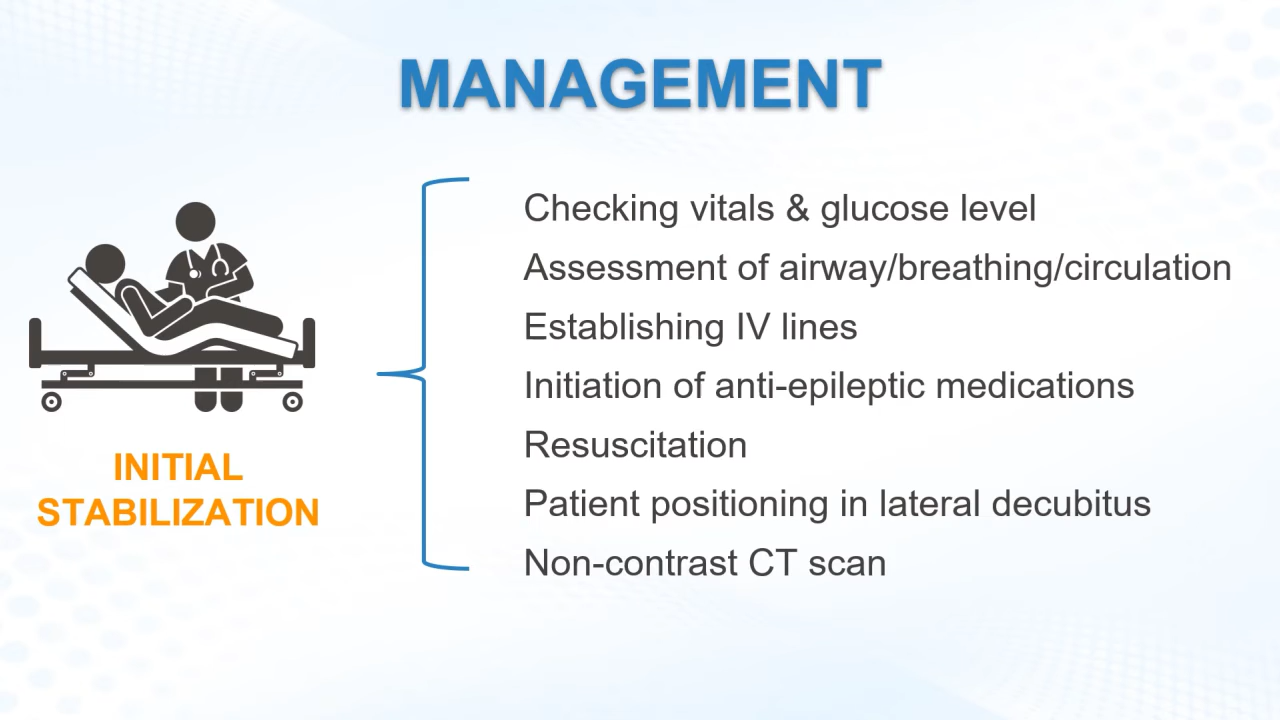 MANAGEMENT
Checking vitals & glucose level
Assessment of airway/breathing/circulation
Establishing IV lines
Initiation of anti-epileptic medications
Resuscitation
Patient positioning in lateral decubitus
Non-contrast CT scan
INITIAL
STABILIZATION